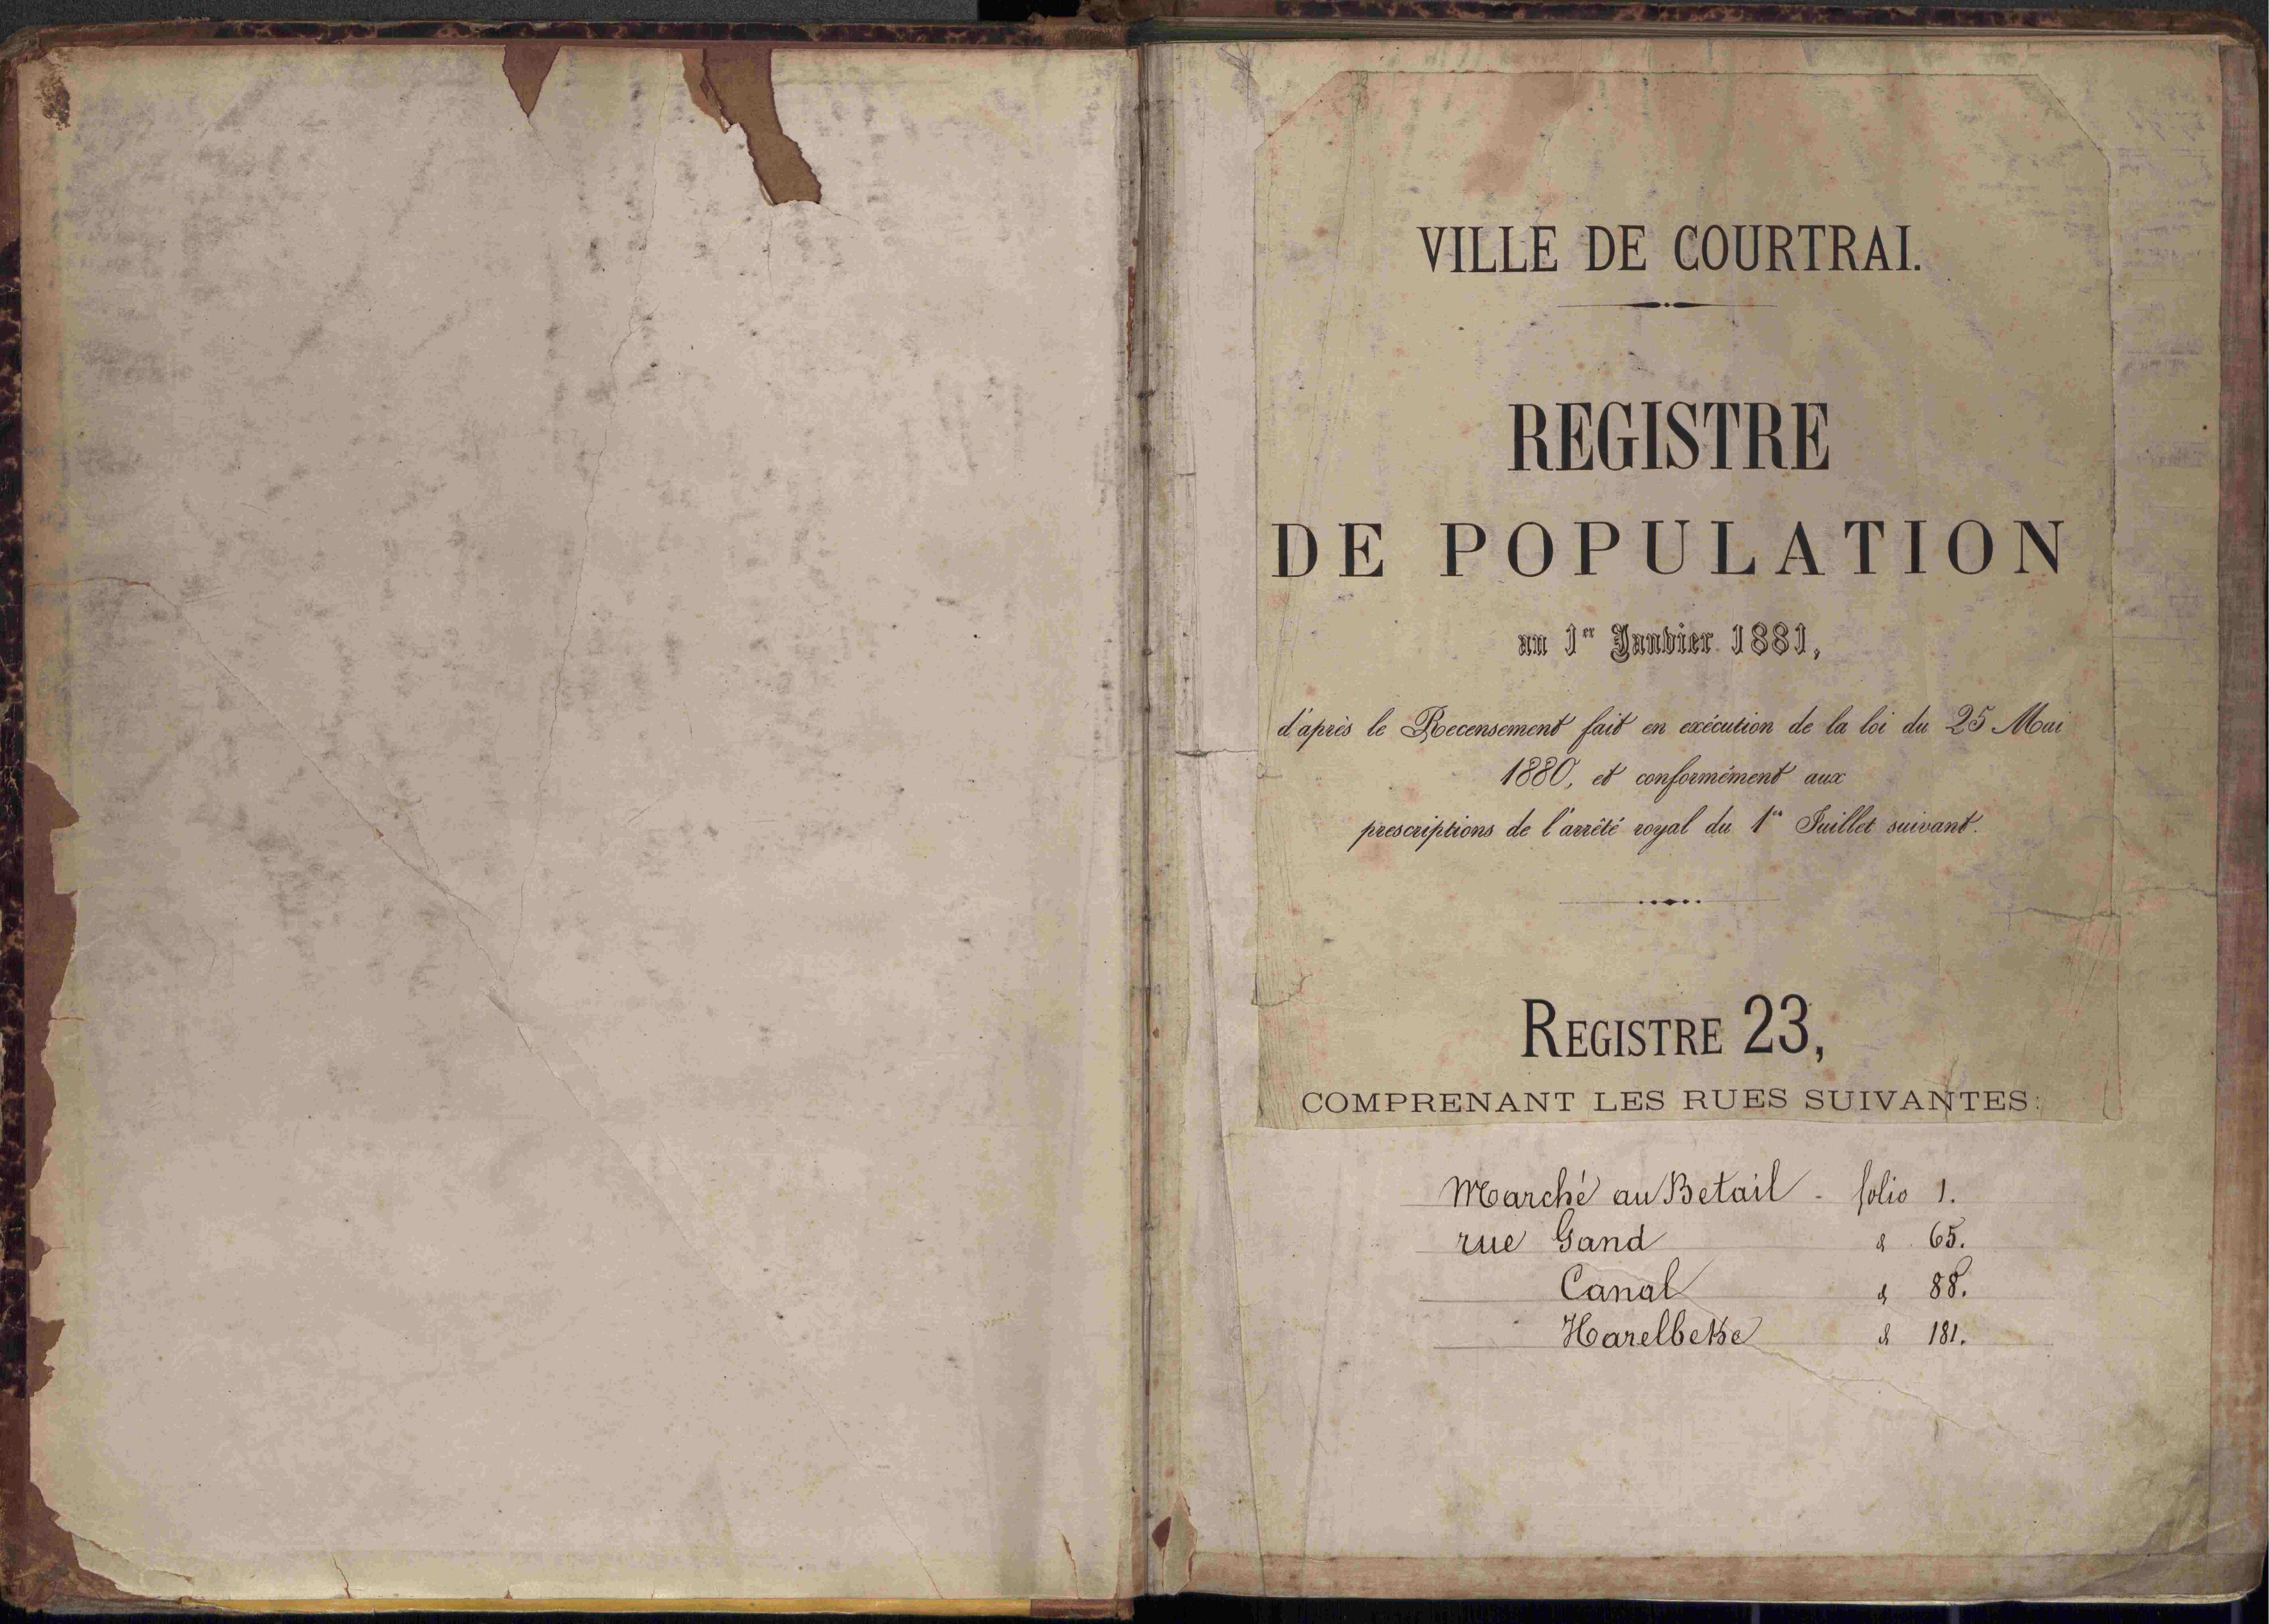 VILLE DE COURTRAI.
REGISTRE
DE POPULATION
au 1er Janvier 1881,
d'après le Recensement fait en exécution de la loi du 25 Mai
1880, et conformément aux
prescriptions de l'arrêté royal du 1er Juillet suivant.
REGISTRE 23,
COMPRENANT LES RUES SUIVANTES:
Marché au Betail - folio 1.
rue Gand " 65.
Canal " 88.
Harelbeke " 181.